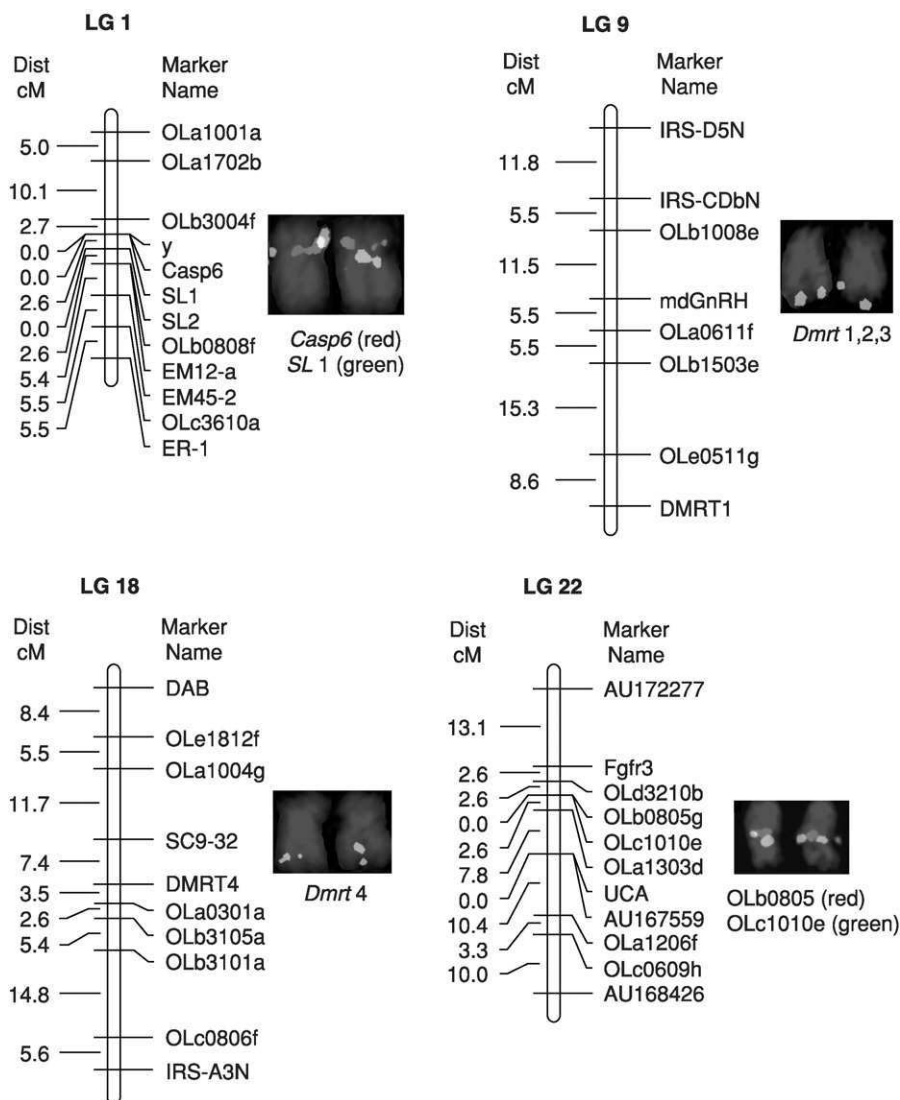 LG 1
Dist
cM
Marker
Name
OLa1001a
5.0
OLa1702b
10.1
OLb3004f
2.7
y
0.0
Casp6
0.0
SL1
2.6
SL2
0.0
OLb0808f
2.6
EM12-a
5.4
EM45-2
5.5
OLc3610a
5.5
ER-1
Casp6 (red)
SL 1 (green)
LG 9
Dist
cM
Marker
Name
IRS-D5N
11.8
IRS-CDbN
5.5
OLb1008e
11.5
mdGnRH
5.5
OLa0611f
5.5
OLb1503e
15.3
OLe0511g
8.6
DMRT1
Dmrt 1,2,3
LG 18
Dist
cM
Marker
Name
DAB
8.4
OLe1812f
5.5
OLa1004g
11.7
SC9-32
7.4
DMRT4
3.5
OLa0301a
2.6
OLb3105a
5.4
OLb3101a
14.8
OLc0806f
5.6
IRS-A3N
Dmrt 4
LG 22
Dist
cM
Marker
Name
AU172277
13.1
Fgfr3
2.6
OLd3210b
2.6
OLb0805g
0.0
OLc1010e
2.6
OLa1303d
7.8
UCA
0.0
AU167559
10.4
OLa1206f
3.3
OLc0609h
10.0
AU168426
OLb0805 (red)
OLc1010e (green)